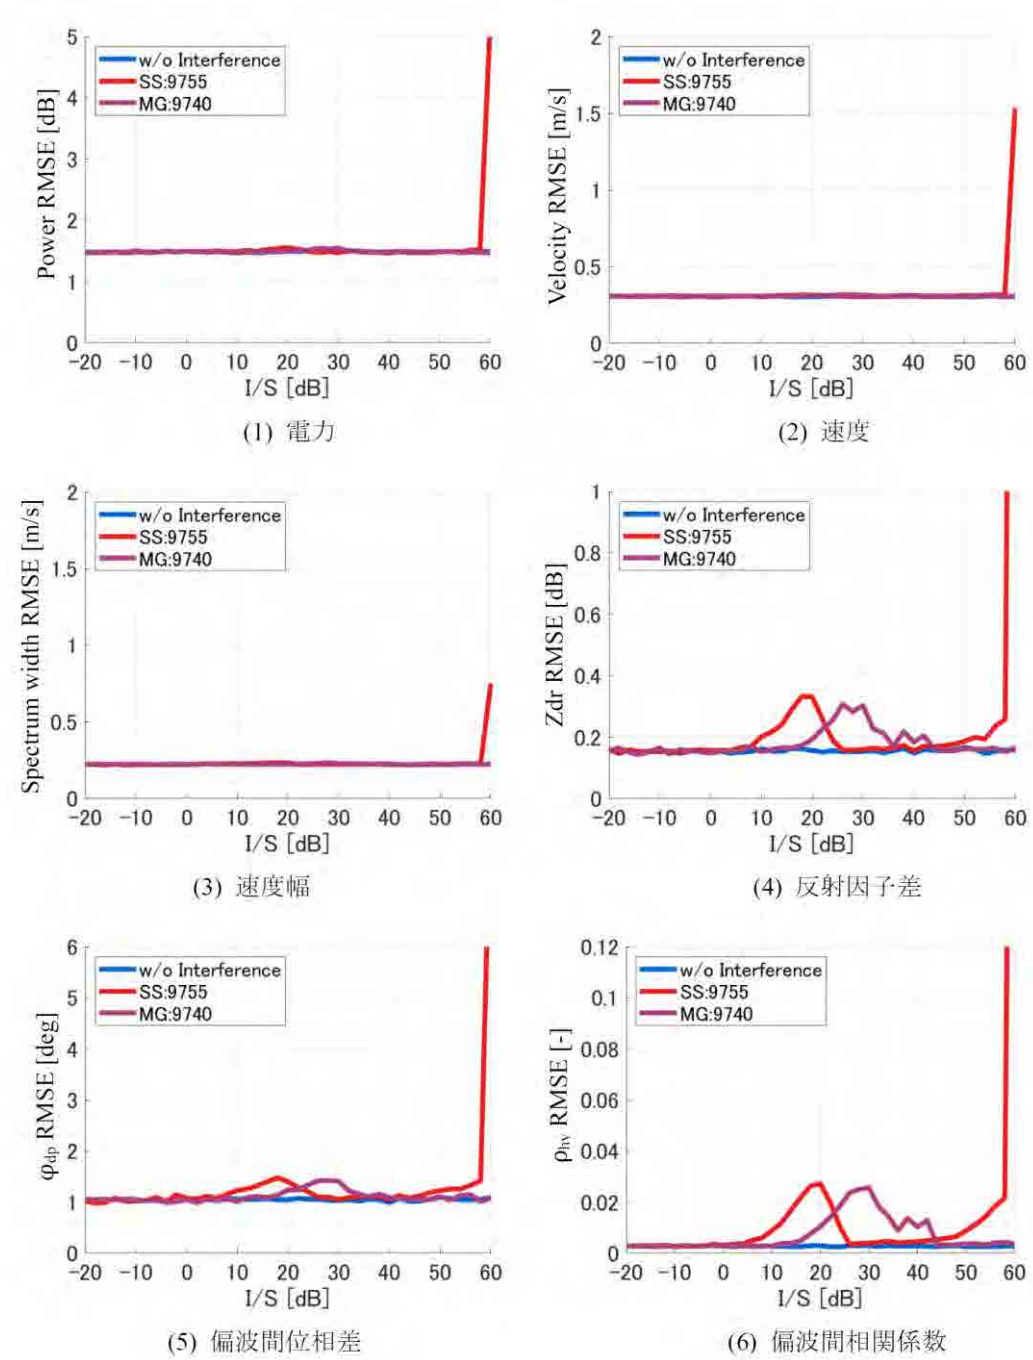 Power RMSE [dB]
5
4
3
2
1
0
w/o Interference
SS:9755
MG:9740
-20 -10 0 10 20 30 40 50 60
I/S [dB]
(1) 電力
Velocity RMSE [m/s]
2
1.5
1
0.5
0
w/o Interference
SS:9755
MG:9740
-20 -10 0 10 20 30 40 50 60
I/S [dB]
(2) 速度
Spectrum width RMSE [m/s]
2
1.5
1
0.5
0
w/o Interference
SS:9755
MG:9740
-20 -10 0 10 20 30 40 50 60
I/S [dB]
(3) 速度幅
Zdr RMSE [dB]
1
0.8
0.6
0.4
0.2
0
w/o Interference
SS:9755
MG:9740
-20 -10 0 10 20 30 40 50 60
I/S [dB]
(4) 反射因子差
φdp RMSE [deg]
6
5
4
3
2
1
0
w/o Interference
SS:9755
MG:9740
-20 -10 0 10 20 30 40 50 60
I/S [dB]
(5) 偏波間位相差
ρhv RMSE [-]
0.12
0.1
0.08
0.06
0.04
0.02
0
w/o Interference
SS:9755
MG:9740
-20 -10 0 10 20 30 40 50 60
I/S [dB]
(6) 偏波間相関係数